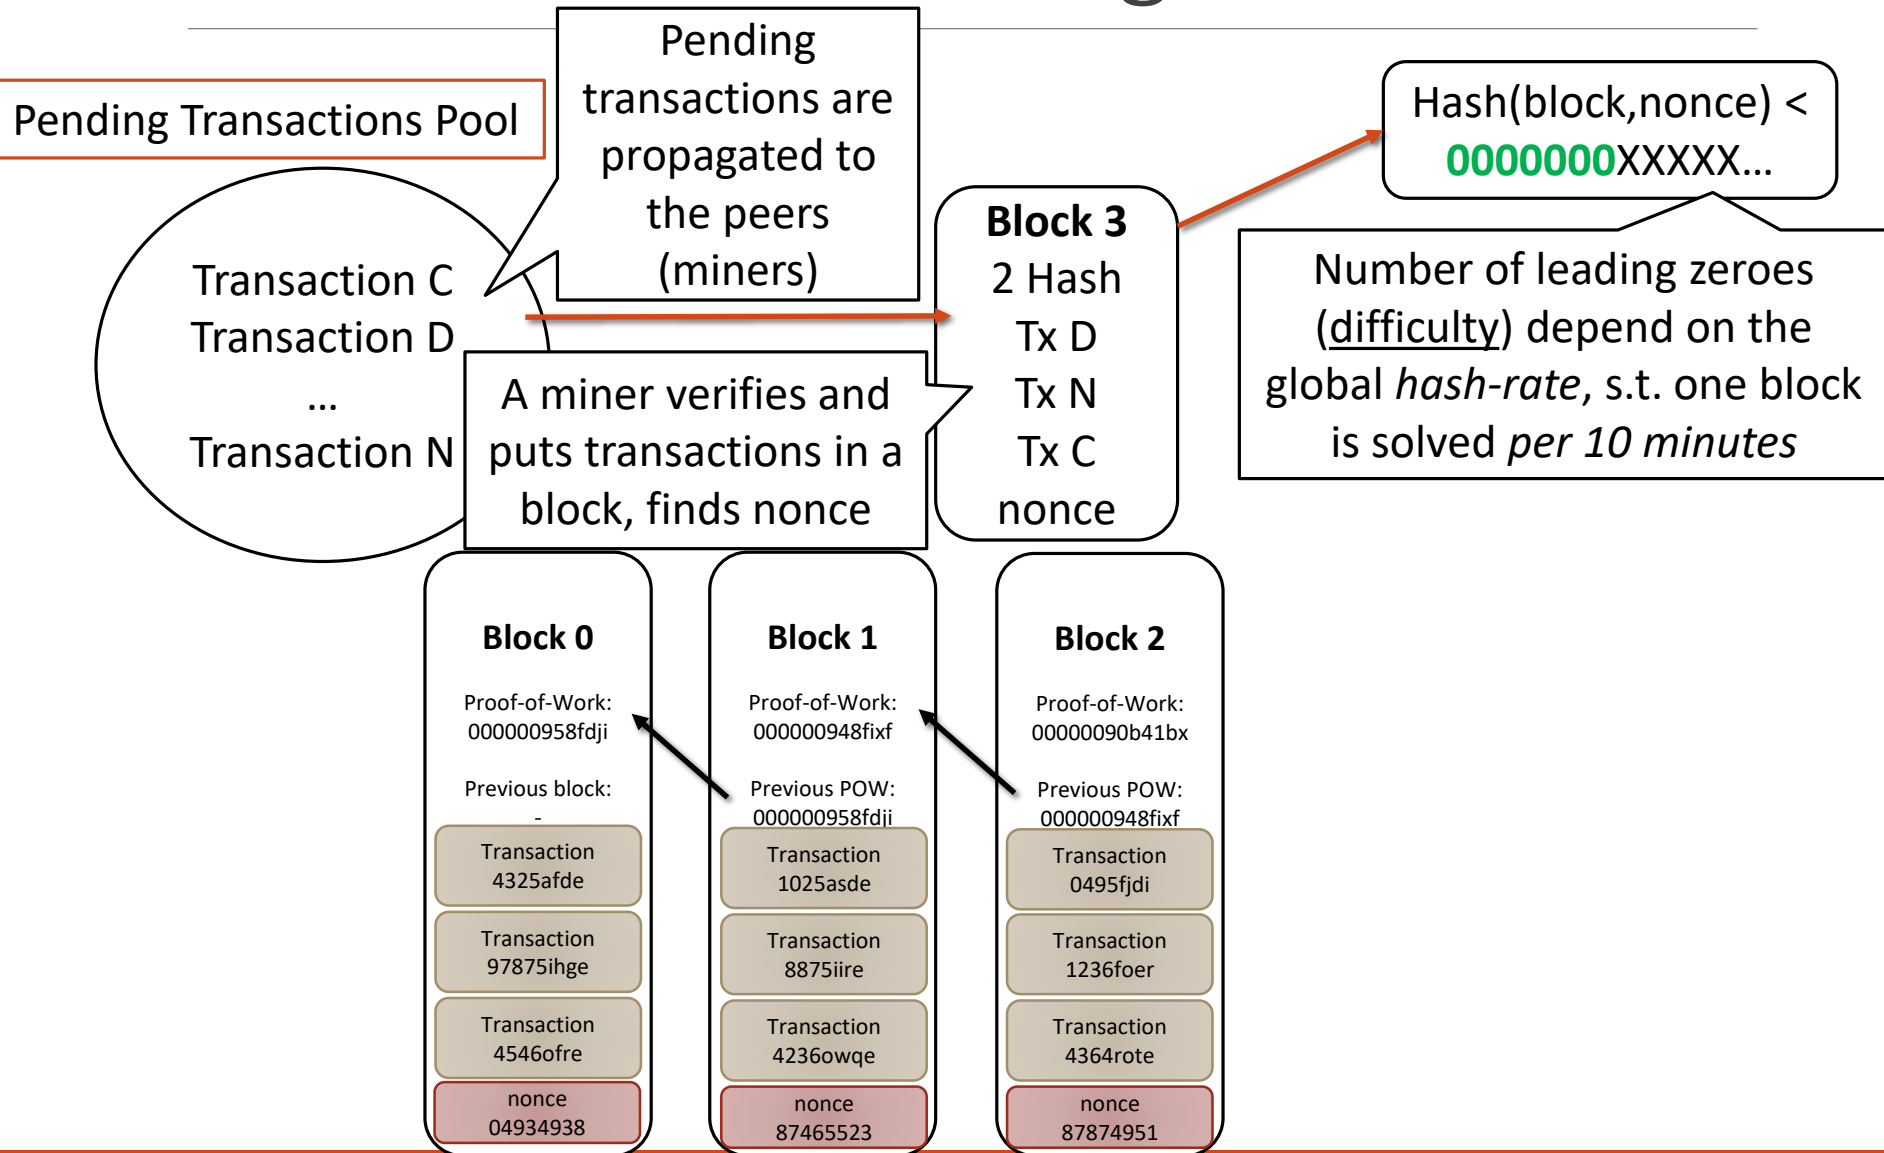 Pending Transactions Pool
Pending
transactions are
propagated to
the peers
(miners)
Hash(block,nonce) <
0000000XXXXX...
Transaction C
Transaction D
...
Transaction N
A miner verifies and
puts transactions in a
block, finds nonce
Block 3
2 Hash
Tx D
Tx N
Tx C
nonce
Number of leading zeroes
(difficulty) depend on the
global hash-rate, s.t. one block
is solved per 10 minutes
Block 0
Proof-of-Work:
000000958fdji
Previous block:
-
Transaction
4325afde
Transaction
97875ihge
Transaction
4546ofre
nonce
04934938
Block 1
Proof-of-Work:
000000948fixf
Previous POW:
000000958fdji
Transaction
1025asde
Transaction
8875iire
Transaction
4236owqe
nonce
87465523
Block 2
Proof-of-Work:
00000090b41bx
Previous POW:
000000948fixf
Transaction
0495fjdi
Transaction
1236foer
Transaction
4364rote
nonce
87874951